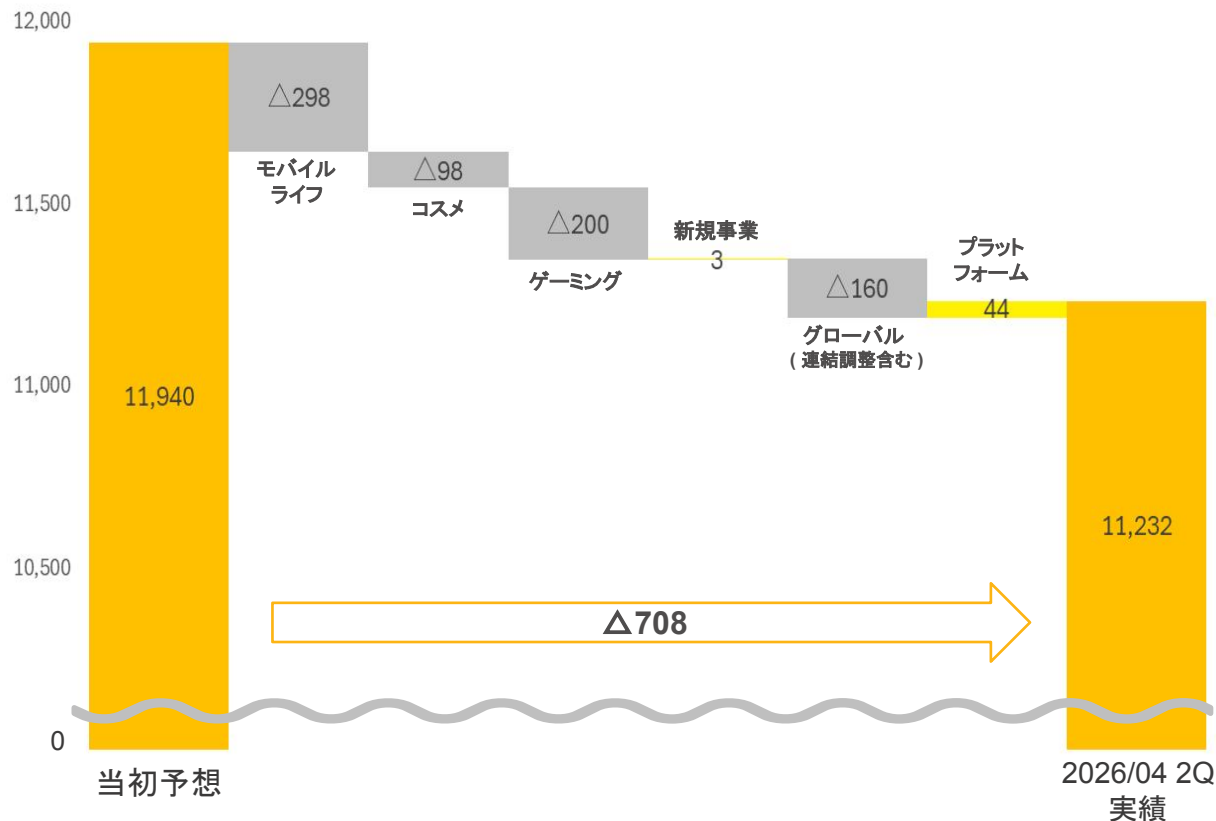 12,000
11,500
11,000
10,500
0
11,940
△298
モバイル
ライフ
△98
コスメ
△200
ゲーミング
新規事業
3
△160
グローバル
(連結調整含む)
プラット
フォーム
44
11,232
△708
当初予想
2026/04 2Q
実績